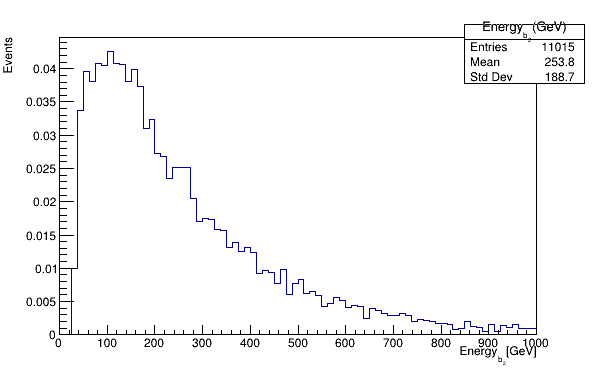 Energy_b₂(GeV)
Entries 11015
Mean 253.8
Std Dev 188.7
Events
0.04
0.035
0.03
0.025
0.02
0.015
0.01
0.005
0
0 100 200 300 400 500 600 700 800 900 1000
Energy_b₂[GeV]